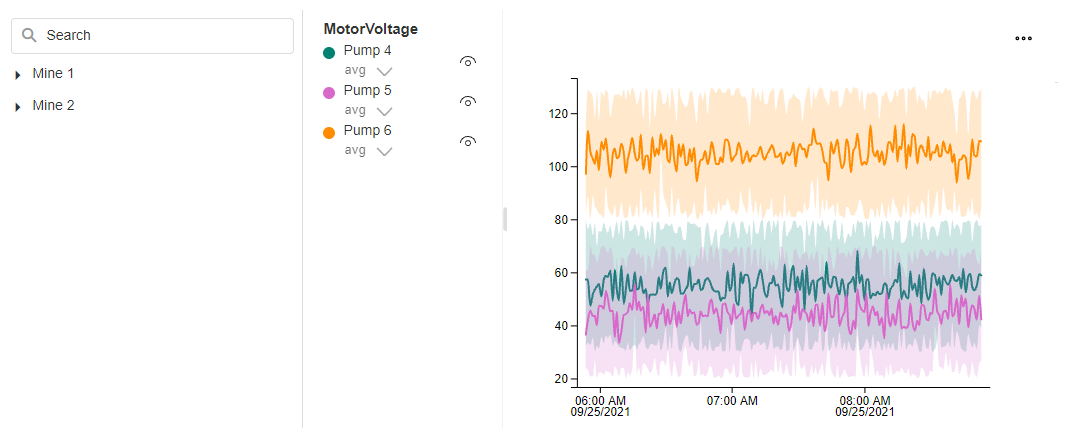 Search
Mine 1
Mine 2
MotorVoltage
Pump 4
avg
Pump 5
avg
Pump 6
avg
120
100
80
60
40
20
06:00 AM 07:00 AM 08:00 AM
09/25/2021 09/25/2021